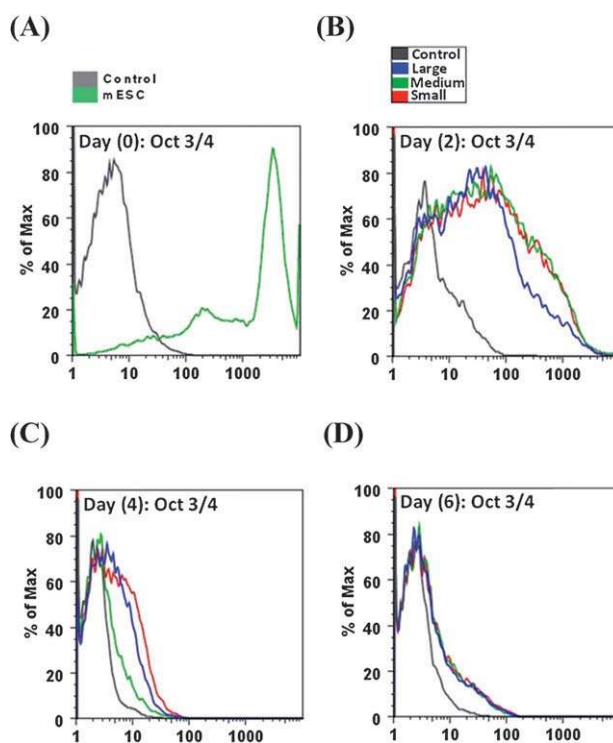 (A)
Control
mESC
Day (0): Oct 3/4
% of Max
100
80
60
40
20
0
1
10
100
1000
(B)
Control
Large
Medium
Small
Day (2): Oct 3/4
% of Max
100
80
60
40
20
0
1
10
100
1000
(C)
Day (4): Oct 3/4
% of Max
100
80
60
40
20
0
1
10
100
1000
(D)
Day (6): Oct 3/4
% of Max
100
80
60
40
20
0
1
10
100
1000